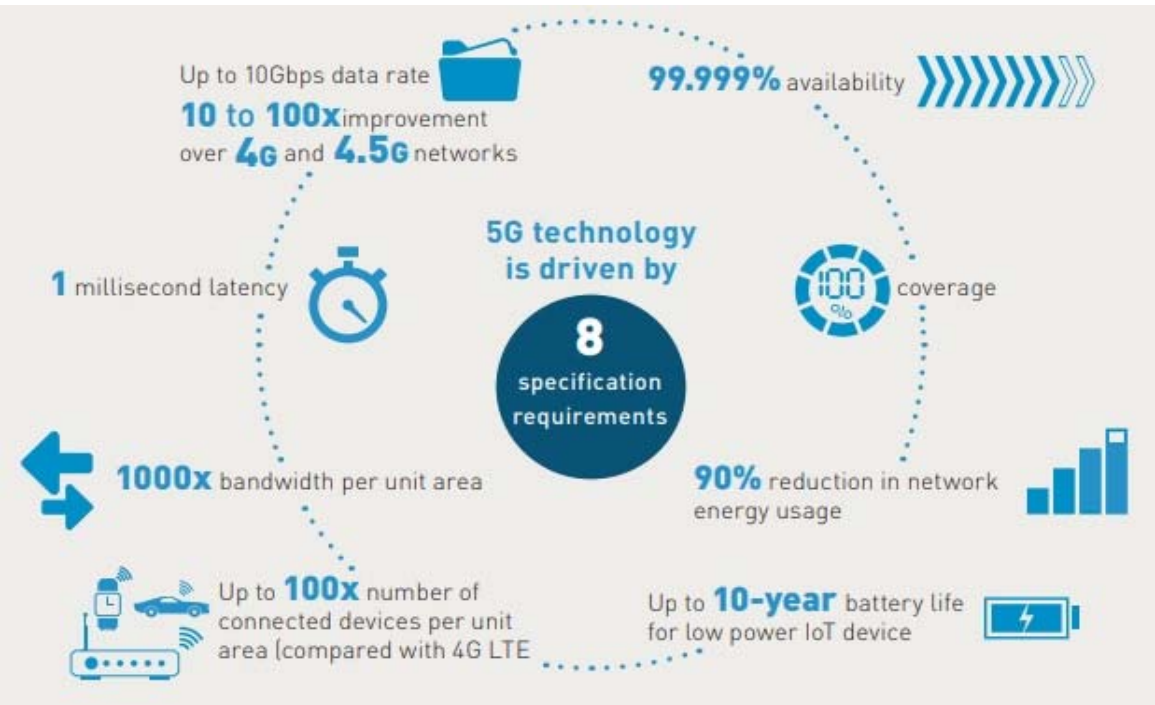 Up to 10Gbps data rate
10 to 100x improvement
over 4G and 4.5G networks
99.999% availability
5G technology
is driven by
8
specification
requirements
1 millisecond latency
100
%
coverage
1000x bandwidth per unit area
90% reduction in network
energy usage
Up to 100x number of
connected devices per unit
area (compared with 4G LTE
Up to 10-year battery life
for low power IoT device